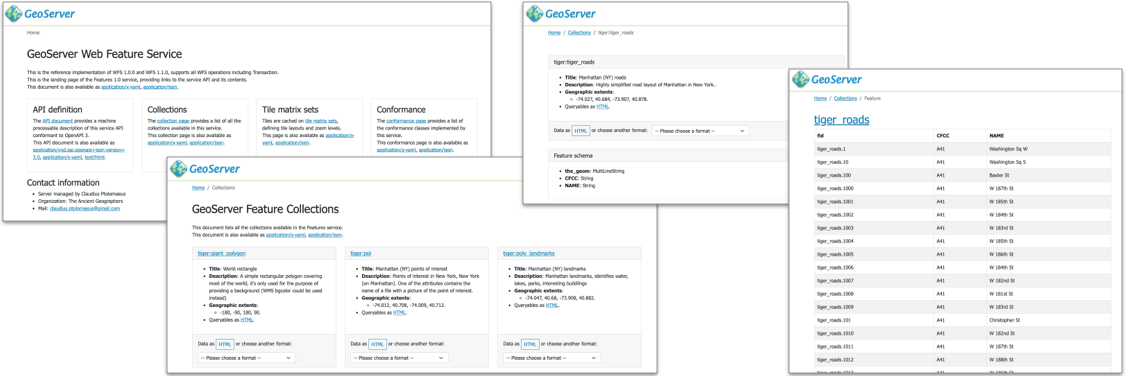 GeoServer
Home
GeoServer Web Feature Service
This is the reference implementation of WFS 1.0.0 and WFS 1.1.0, supports all WFS operations including Transaction.
This is the landing page of the Features 1.0 service, providing links to the service API and its contents.
This document is also available as application/x-yaml, application/json.
API definition
The API document provides a machine
processable description of this service API
conformant to OpenAPI 3.
This API document is also available as
application/vnd.oai.openapi+json;version=
3.0, application/x-yaml, text/html.
Collections
The collection page provides a list of all the
collections available in this service.
This collection page is also available as
application/x-yaml, application/json.
Tile matrix sets
Tiles are cached on tile matrix sets,
defining tile layouts and zoom levels.
This page is also available as application/x-
yaml, application/json.
Conformance
The conformance page provides a list of
the conformance classes implemented by
this service.
This conformance page is also available as
application/x-yaml, application/json.
Contact information
Server managed by Claudius Ptolomaeus
Organization: The Ancient Geographers
Mail: claudius.ptolomaeus@gmail.com
GeoServer
Home / Collections
GeoServer Feature Collections
This document lists all the collections available in the Features service.
This document is also available as application/x-yaml, application/json.
tiger:giant_polygon
Title: World rectangle
Description: A simple rectangular polygon covering
most of the world, it's only used for the purpose of
providing a background (WMS bgcolor could be used
instead)
Geographic extents:
-180, -90, 180, 90.
Queryables as HTML.
Data as HTML or choose another format:
-- Please choose a format --
tiger:poi
Title: Manhattan (NY) points of interest
Description: Points of interest in New York, New York
(on Manhattan). One of the attributes contains the
name of a file with a picture of the point of interest.
Geographic extents:
-74.012, 40.708, -74.009, 40.712.
Queryables as HTML.
Data as HTML or choose another format:
-- Please choose a format --
tiger:poly_landmarks
Title: Manhattan (NY) landmarks
Description: Manhattan landmarks, identifies water,
lakes, parks, interesting buildings
Geographic extents:
-74.047, 40.68, -73.908, 40.882.
Queryables as HTML.
Data as HTML or choose another format:
-- Please choose a format --
GeoServer
Home / Collections / tiger:tiger_roads
tiger:tiger_roads
Title: Manhattan (NY) roads
Description: Highly simplified road layout of Manhattan in New York..
Geographic extents:
-74.027, 40.684, -73.907, 40.878.
Queryables as HTML.
Data as HTML or choose another format: -- Please choose a format --
Feature schema
the_geom: MultiLineString
CFCC: String
NAME: String
GeoServer
Home / Collections / Feature
tiger_roads
fid CFCC NAME
tiger_roads.1 A41 Washington Sq W
tiger_roads.10 A41 Washington Sq S
tiger_roads.100 A41 Baxter St
tiger_roads.1000 A41 W 187th St
tiger_roads.1001 A41 W 185th St
tiger_roads.1002 A41 W 184th St
tiger_roads.1003 A41 W 183rd St
tiger_roads.1004 A41 W 185th St
tiger_roads.1005 A41 W 186th St
tiger_roads.1006 A41 W 184th St
tiger_roads.1007 A41 W 182nd St
tiger_roads.1008 A41 W 181st St
tiger_roads.1009 A41 W 183rd St
tiger_roads.101 A41 Christopher St
tiger_roads.1010 A41 W 182nd St
tiger_roads.1011 A41 W 187th St
tiger_roads.1012 A41 W 188th St